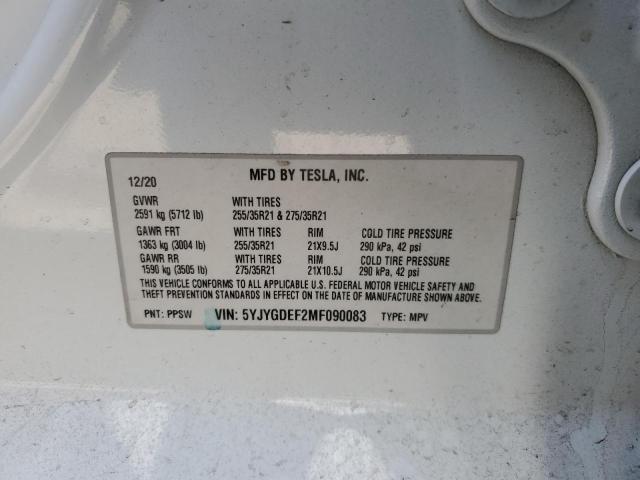 12/20 MFD BY TESLA, INC.
GVWR WITH TIRES
2591 kg (5712 lb) 255/35R21 & 275/35R21
GAWR FRT WITH TIRES RIM COLD TIRE PRESSURE
1363 kg (3004 lb) 255/35R21 21X9.5J 290 kPa, 42 psi
GAWR RR WITH TIRES RIM COLD TIRE PRESSURE
1590 kg (3505 lb) 275/35R21 21X10.5J 290 kPa, 42 psi
THIS VEHICLE CONFORMS TO ALL APPLICABLE U.S. FEDERAL MOTOR VEHICLE SAFETY AND
THEFT PREVENTION STANDARDS IN EFFECT ON THE DATE OF MANUFACTURE SHOWN ABOVE.
PNT: PPSW VIN: 5YJYGDEF2MF090083 TYPE: MPV